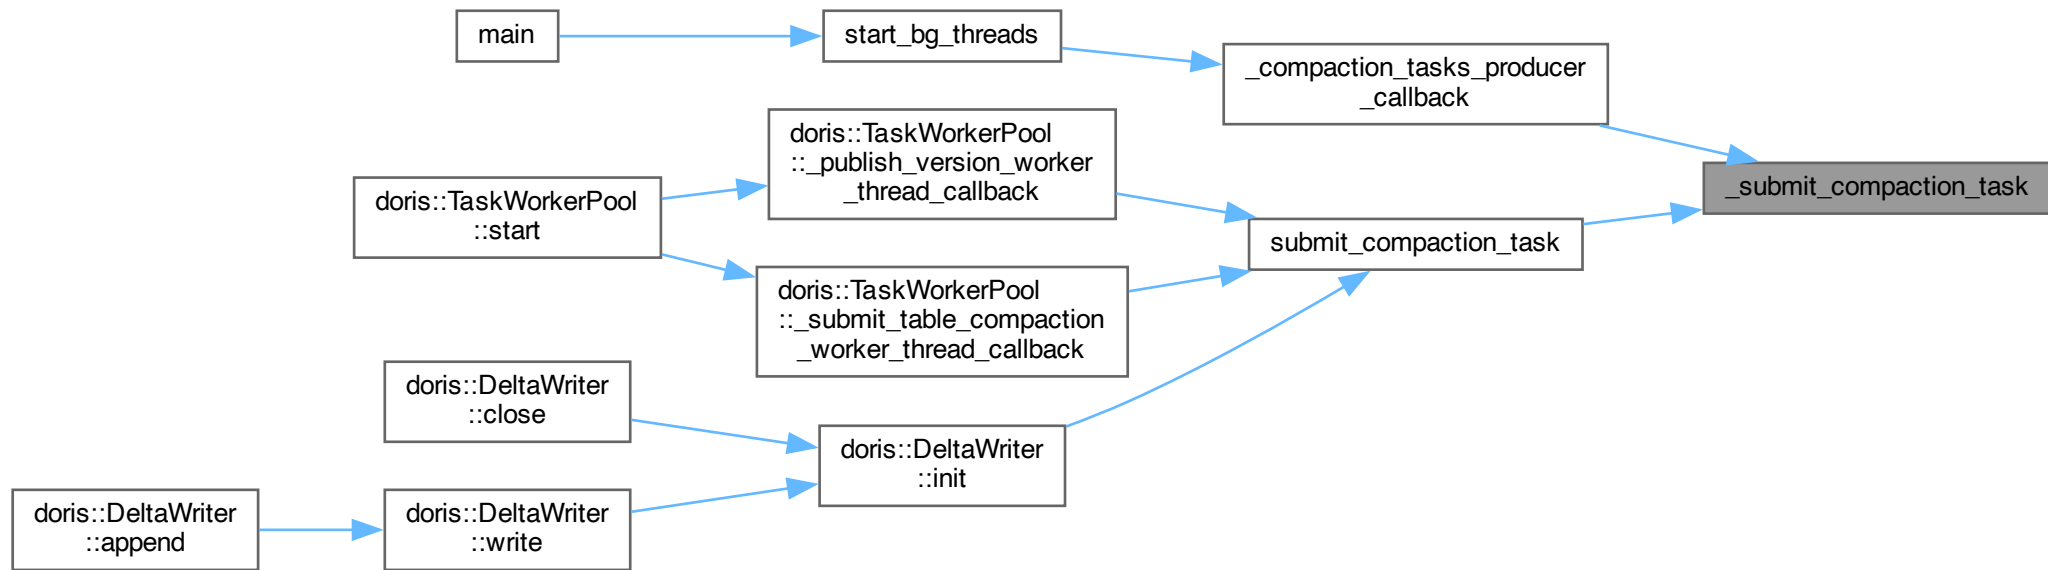 main
start_bg_threads
_compaction_tasks_producer
_callback
doris::TaskWorkerPool
::_publish_version_worker
_thread_callback
_submit_compaction_task
doris::TaskWorkerPool
::start
submit_compaction_task
doris::TaskWorkerPool
::_submit_table_compaction
_worker_thread_callback
doris::DeltaWriter
::close
doris::DeltaWriter
::init
doris::DeltaWriter
::append
doris::DeltaWriter
::write